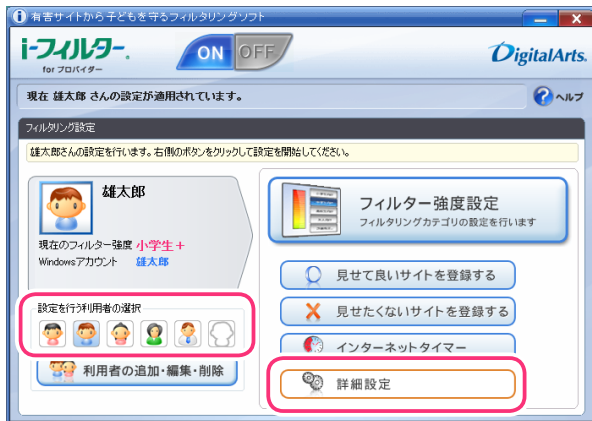 有害サイトから子どもを守るフィルタリングソフト
i-フィルター.
for プロバイダー
ON OFF
DigitalArts.
現在 雄太郎 さんの設定が適用されています。
ヘルプ
フィルタリング設定
雄太郎さんの設定を行います。右側のボタンをクリックして設定を開始してください。
雄太郎
現在のフィルター強度 小学生+
Windowsアカウント 雄太郎
設定を行う利用者の選択
利用者の追加・編集・削除
フィルター強度設定
フィルタリングカテゴリの設定を行います
見せて良いサイトを登録する
見せたくないサイトを登録する
インターネットタイマー
詳細設定